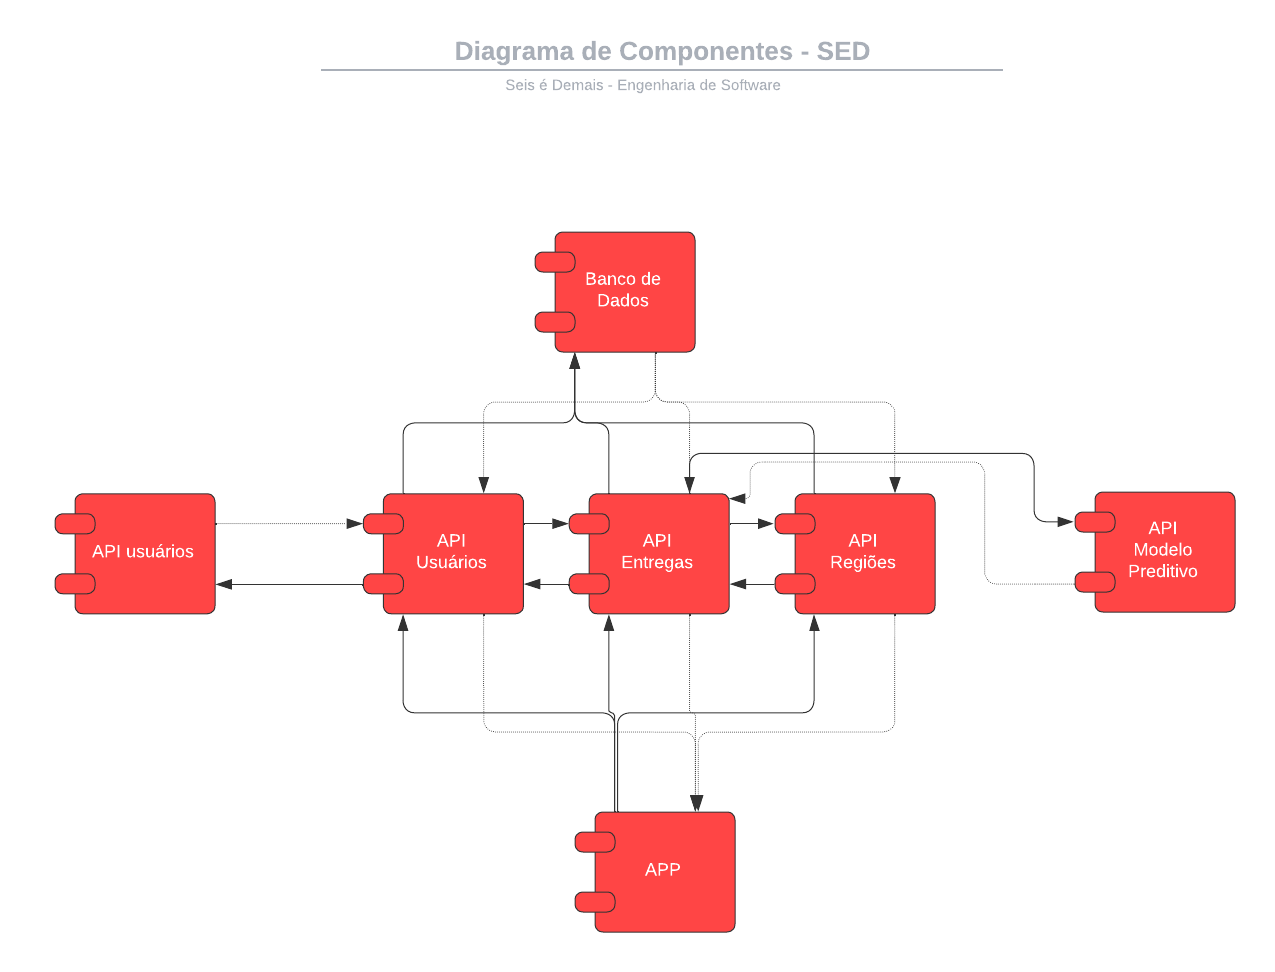 Diagrama de Componentes - SED
Seis é Demais - Engenharia de Software
Banco de
Dados
API usuários
API
Usuários
API
Entregas
API
Regiões
API
Modelo
Preditivo
APP